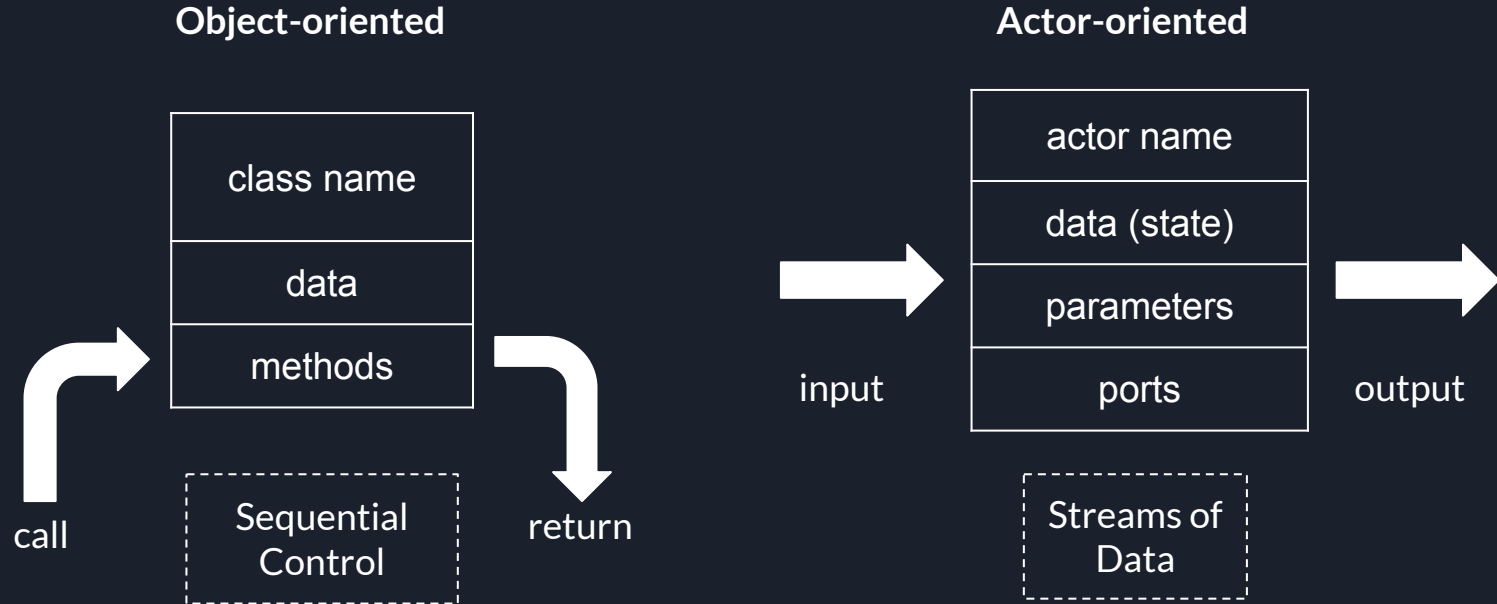 Object-oriented
class name
data
methods
call
return
Sequential
Control
Actor-oriented
actor name
data (state)
parameters
ports
input
output
Streams of
Data